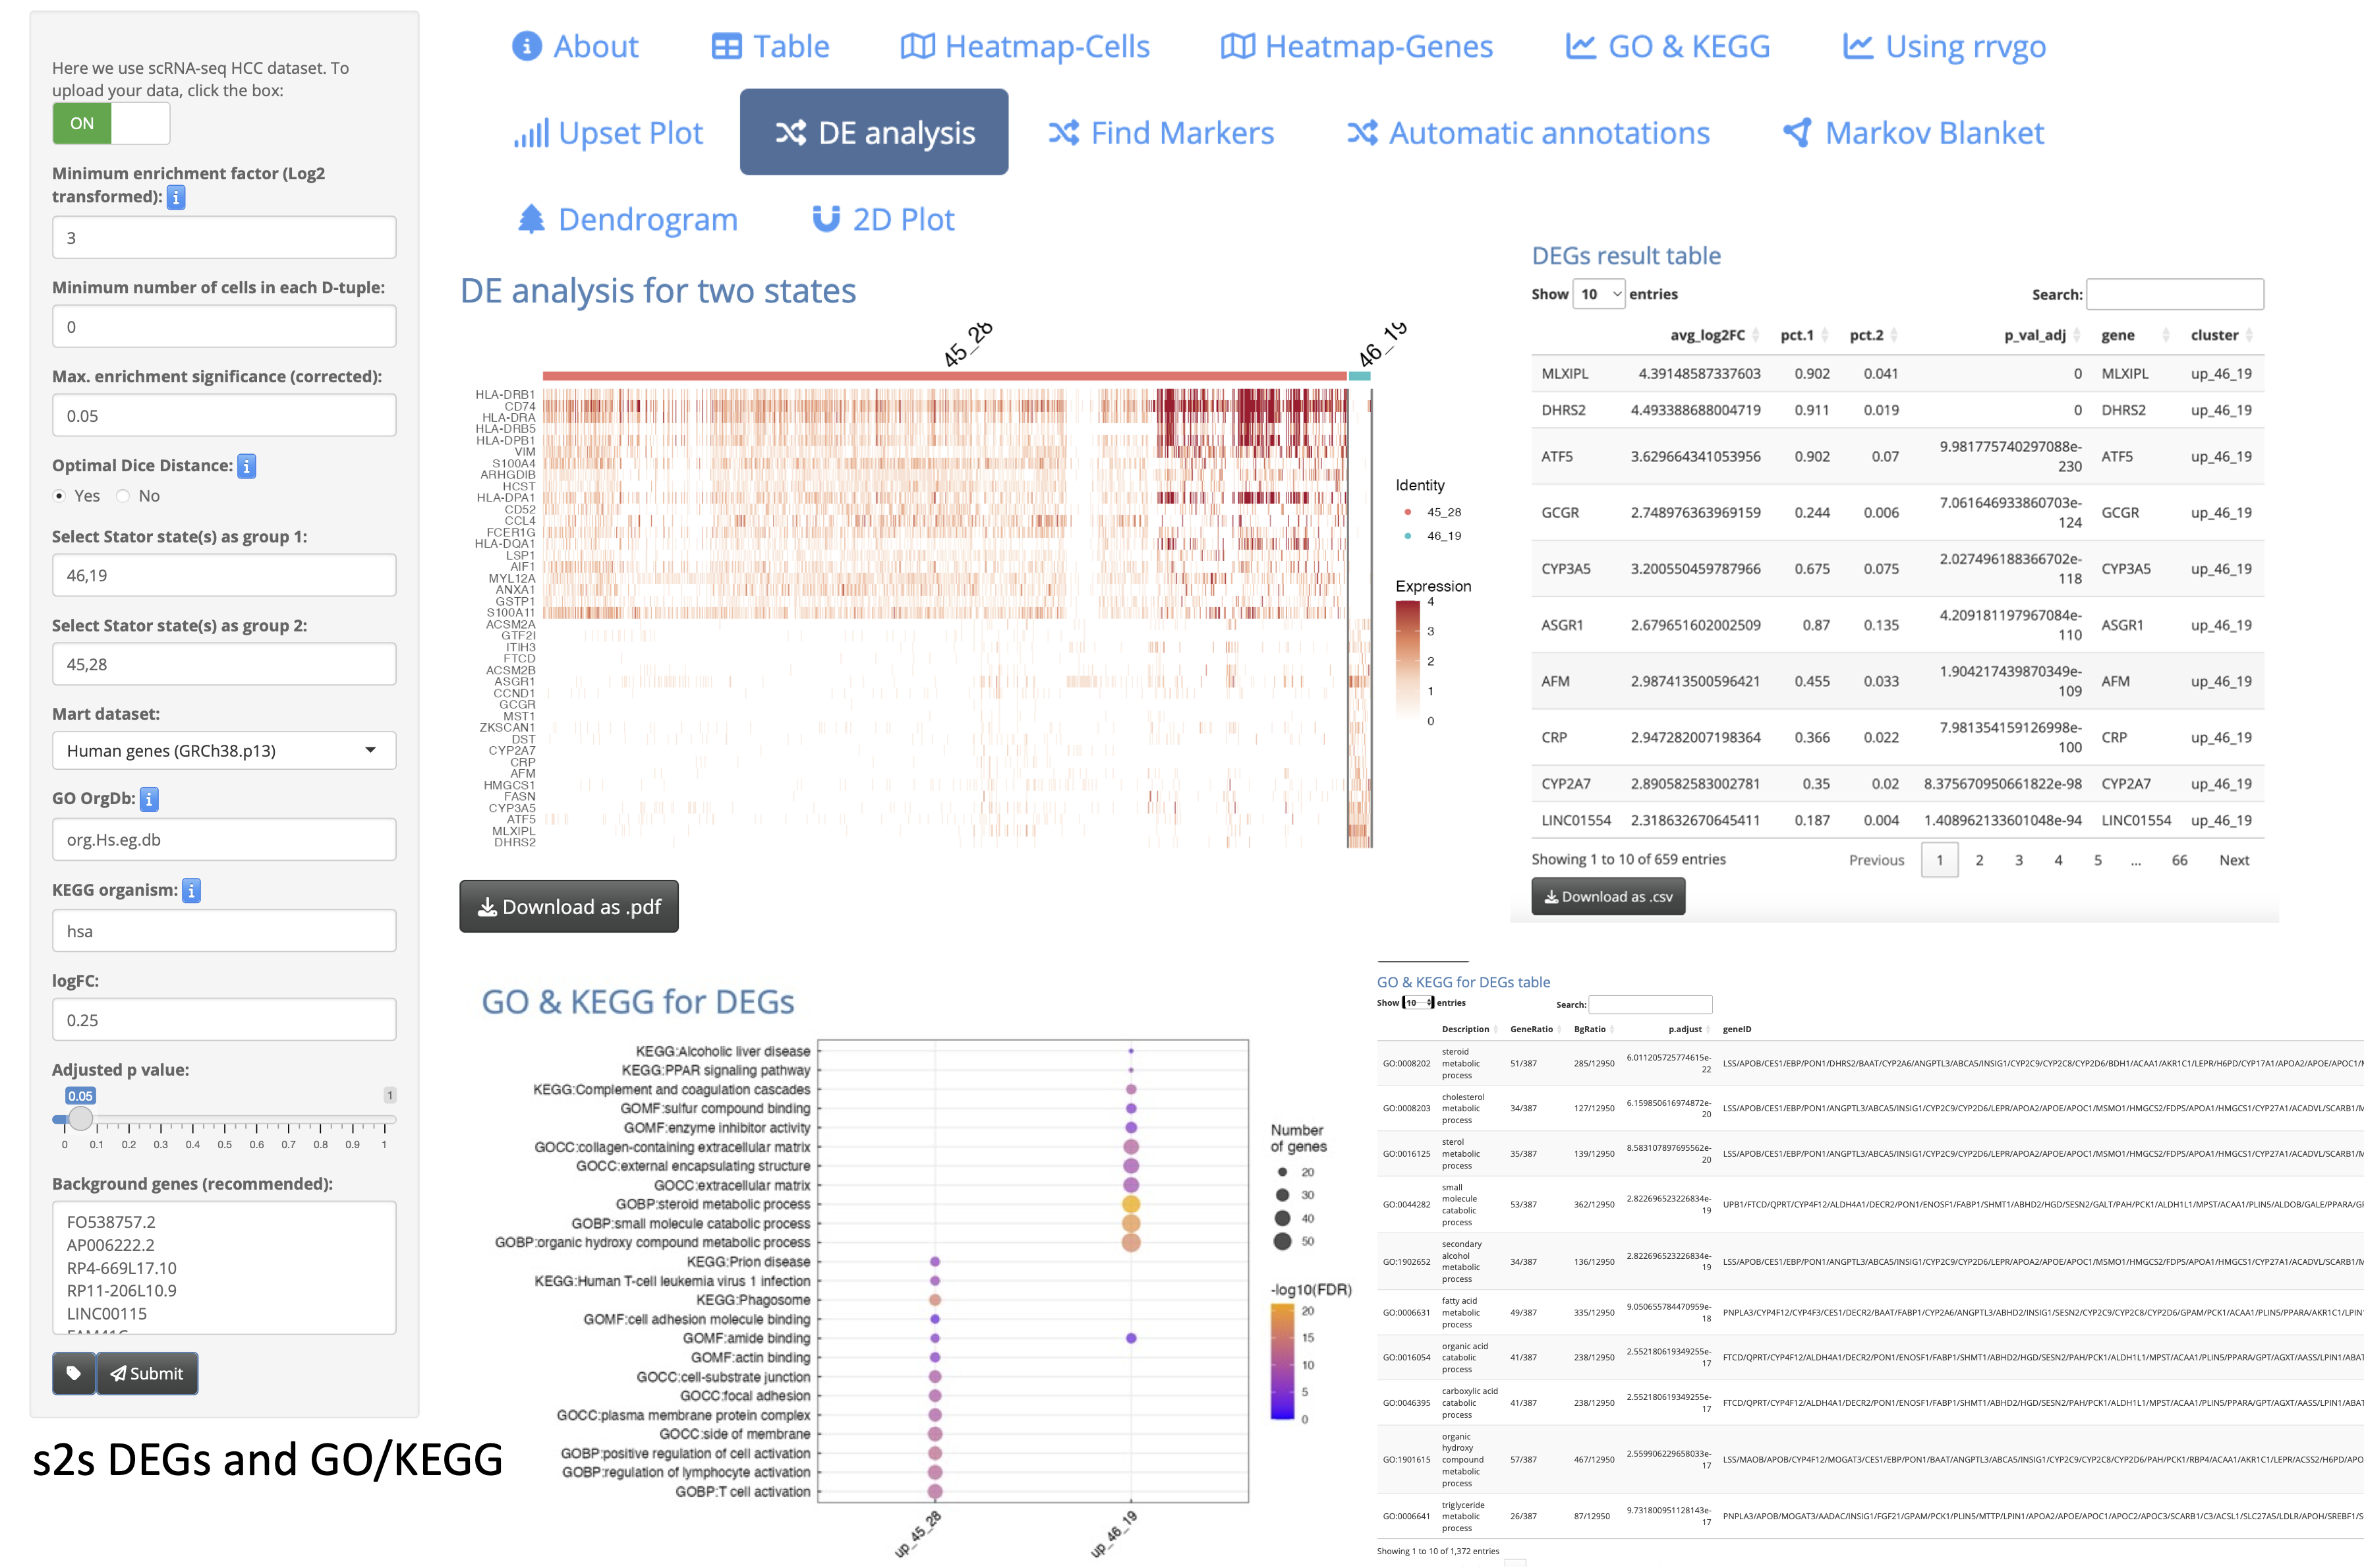 Here we use scRNA-seq HCC dataset. To
upload your data, click the box:
ON
Minimum enrichment factor (Log2
transformed): i
3
Minimum number of cells in each D-tuple:
0
Max. enrichment significance (corrected):
0.05
Optimal Dice Distance: i
Yes No
Select Stator state(s) as group 1:
46,19
Select Stator state(s) as group 2:
45,28
Mart dataset:
Human genes (GRCh38.p13)
GO OrgDb: i
org.Hs.eg.db
KEGG organism: i
hsa
logFC:
0.25
Adjusted p value:
0.05 1
0 0.1 0.2 0.3 0.4 0.5 0.6 0.7 0.8 0.9 1
Background genes (recommended):
FO538757.2
AP006222.2
RP4-669L17.10
RP11-206L10.9
LINC00115
Submit
s2s DEGs and GO/KEGG
About Table Heatmap-Cells Heatmap-Genes GO & KEGG Using rrvgo
Upset Plot DE analysis Find Markers Automatic annotations Markov Blanket
Dendrogram 2D Plot
DE analysis for two states
45_28 46_19
HLA-DRB1
CD74
HLA-DRA
HLA-DRB5
HLA-DPB1
VIM
S100A4
ARHGDIB
HCST
HLA-DPA1
CD52
CCL4
FCER1G
HLA-DQA1
LSP1
AIF1
MYL12A
ANXA1
GSTP1
S100A11
ACSM2A
GTF2I
ITIH3
FTCD
ACSM2B
ASGR1
CCND1
GCGR
MST1
ZKSCAN1
DST
CYP2A7
CRP
AFM
HMGCS1
FASN
CYP3A5
ATF5
MLXIPL
DHRS2
Identity
45_28
46_19
Expression
4
3
2
1
0
Download as .pdf
DEGs result table
Show 10 entries Search:
avg_log2FC pct.1 pct.2 p_val_adj gene cluster
MLXIPL 4.39148587337603 0.902 0.041 0 MLXIPL up_46_19
DHRS2 4.493388688004719 0.911 0.019 0 DHRS2 up_46_19
ATF5 3.629664341053956 0.902 0.07 9.981775740297088e-
230 ATF5 up_46_19
GCGR 2.748976363969159 0.244 0.006 7.061646933860703e-
124 GCGR up_46_19
CYP3A5 3.200550459787966 0.675 0.075 2.027496188366702e-
118 CYP3A5 up_46_19
ASGR1 2.679651602002509 0.87 0.135 4.209181197967084e-
110 ASGR1 up_46_19
AFM 2.987413500596421 0.455 0.033 1.904217439870349e-
109 AFM up_46_19
CRP 2.947282007198364 0.366 0.022 7.981354159126998e-
100 CRP up_46_19
CYP2A7 2.890582583002781 0.35 0.02 8.375670950661822e-98 CYP2A7 up_46_19
LINC01554 2.318632670645411 0.187 0.004 1.408962133601048e-94 LINC01554 up_46_19
Showing 1 to 10 of 659 entries Previous 1 2 3 4 5 ... 66 Next
Download as .csv
GO & KEGG for DEGs
KEGG:Alcoholic liver disease
KEGG:PPAR signaling pathway
KEGG:Complement and coagulation cascades
GOMF:sulfur compound binding
GOMF:enzyme inhibitor activity
GOCC:collagen-containing extracellular matrix
GOCC:external encapsulating structure
GOCC:extracellular matrix
GOBP:steroid metabolic process
GOBP:small molecule catabolic process
GOBP:organic hydroxy compound metabolic process
KEGG:Prion disease
KEGG:Human T-cell leukemia virus 1 infection
KEGG:Phagosome
GOMF:cell adhesion molecule binding
GOMF:amide binding
GOMF:actin binding
GOCC:cell-substrate junction
GOCC:focal adhesion
GOCC:plasma membrane protein complex
GOCC:side of membrane
GOBP:positive regulation of cell activation
GOBP:regulation of lymphocyte activation
GOBP:T cell activation
up_45_28 up_46_19
Number
of genes
20
30
40
50
-log10(FDR)
20
15
10
5
0
GO & KEGG for DEGs table
Show 10 entries Search:
Description GeneRatio BgRatio p.adjust geneID
GO:0008202 steroid metabolic process 51/387 285/12950 6.011205725774615e-22 LSS/APOB/CES1/EBP/PON1/DHRS2/BAAT/CYP2A6/ANGPTL3/ABCA5/INSIG1/CYP2C9/CYP2C8/CYP2D6/BDH1/ACAA1/AKR1C1/LEPR/H6PD/CYP17A1/APOA2/APOE/APOC1/
GO:0008203 cholesterol metabolic process 34/387 127/12950 6.159850616974872e-20 LSS/APOB/CES1/EBP/PON1/ANGPTL3/ABCA5/INSIG1/CYP2C9/CYP2D6/LEPR/APOA2/APOE/APOC1/MSMO1/HMGCS2/FDPS/APOA1/HMGCS1/CYP27A1/ACADVL/SCARB1/
GO:0016125 sterol metabolic process 35/387 139/12950 8.583107897695562e-20 LSS/APOB/CES1/EBP/PON1/ANGPTL3/ABCA5/INSIG1/CYP2C9/CYP2D6/LEPR/APOA2/APOE/APOC1/MSMO1/HMGCS2/FDPS/APOA1/HMGCS1/CYP27A1/ACADVL/SCARB1/
GO:0044282 small molecule catabolic process 53/387 362/12950 2.822696523226834e-19 UPB1/FTCD/QPRT/CYP4F12/ALDH4A1/DECR2/PON1/ENOSF1/FABP1/SHMT1/ABHD2/HGD/SESN2/GALT/PAH/PCK1/ALDH1L1/MPST/ACAA1/PLIN5/ALDOB/GALE/PPARA/
GO:1902652 secondary alcohol metabolic process 34/387 136/12950 2.822696523226834e-19 LSS/APOB/CES1/EBP/PON1/ANGPTL3/ABCA5/INSIG1/CYP2C9/CYP2D6/LEPR/APOA2/APOE/APOC1/MSMO1/HMGCS2/FDPS/APOA1/HMGCS1/CYP27A1/ACADVL/SCARB1/
GO:0006631 fatty acid metabolic process 49/387 335/12950 9.050655784470959e-18 PNPLA3/CYP4F12/CYP4F3/CES1/DECR2/BAAT/FABP1/CYP2A6/ANGPTL3/ABHD2/INSIG1/SESN2/CYP2C9/CYP2C8/CYP2D6/GPAM/PCK1/ACAA1/PLIN5/PPARA/AKR1C1/
GO:0016054 organic acid catabolic process 41/387 238/12950 2.552180619349255e-17 FTCD/QPRT/CYP4F12/ALDH4A1/DECR2/PON1/ENOSF1/FABP1/SHMT1/ABHD2/HGD/SESN2/PAH/PCK1/ALDH1L1/MPST/ACAA1/PLIN5/PPARA/GPT/AGXT/AASS/LPIN1/
GO:0046395 carboxylic acid catabolic process 41/387 238/12950 2.552180619349255e-17 FTCD/QPRT/CYP4F12/ALDH4A1/DECR2/PON1/ENOSF1/FABP1/SHMT1/ABHD2/HGD/SESN2/PAH/PCK1/ALDH1L1/MPST/ACAA1/PLIN5/PPARA/GPT/AGXT/AASS/LPIN1/
GO:1901615 organic hydroxy compound metabolic process 57/387 467/12950 2.559906229658033e-17 LSS/MAOB/APOB/CYP4F12/MOGAT3/CES1/EBP/PON1/BAAT/ANGPTL3/ABCA5/INSIG1/CYP2C9/CYP2C8/CYP2D6/PAH/PCK1/RBP4/ACAA1/AKR1C1/LEPR/ACSS2/H6PD/
GO:0006641 triglyceride metabolic process 26/387 87/12950 9.731800951128143e-17 PNPLA3/APOB/MOGAT3/AADAC/INSIG1/FGF21/GPAM/PCK1/PLIN5/MTTP/LPIN1/APOA2/APOE/APOC1/APOC2/APOC3/SCARB1/C3/ACSL1/SLC27A5/LDLR/APOH/SREBF1/
Showing 1 to 10 of 1,372 entries